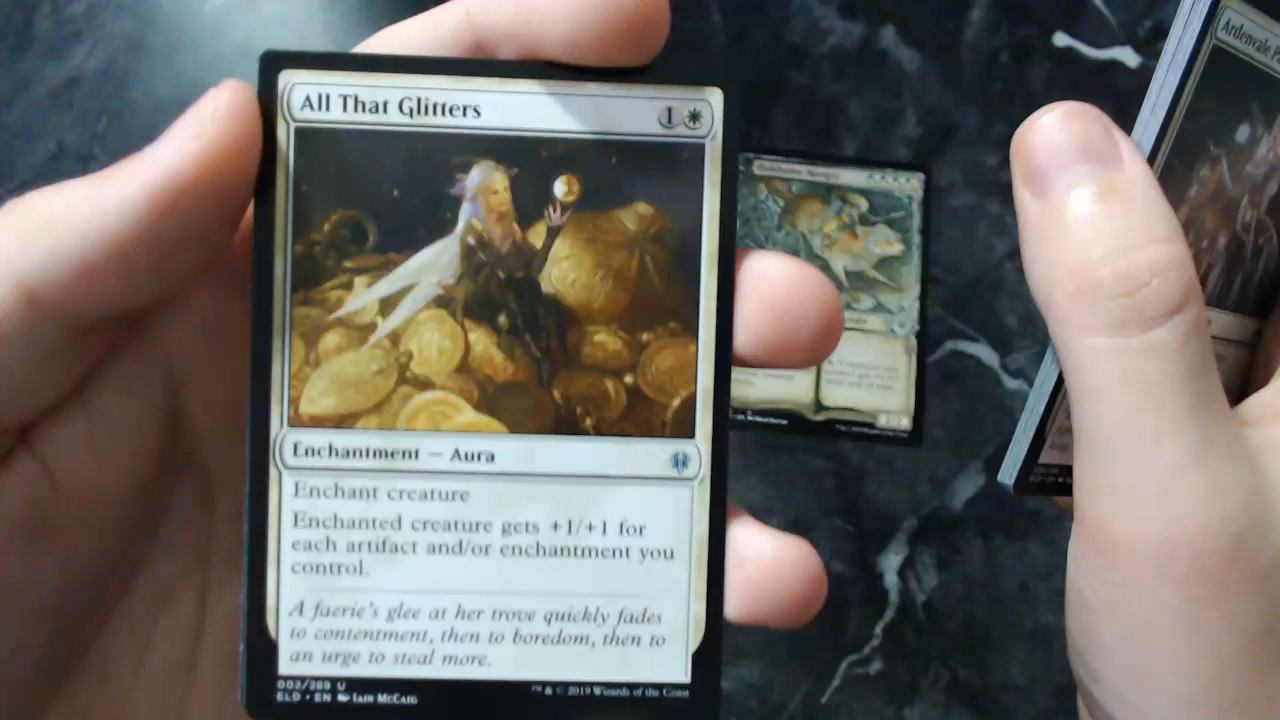 All That Glitters
1
Enchantment — Aura
Enchant creature
Enchanted creature gets +1/+1 for
each artifact and/or enchantment you
control.
A faerie's glee at her trove quickly fades
to contentment, then to boredom, then to
an urge to steal more.
002/269 U
ELD • EN Iain McCaig
™ & © 2019 Wizards of the Coast
Ardenvale